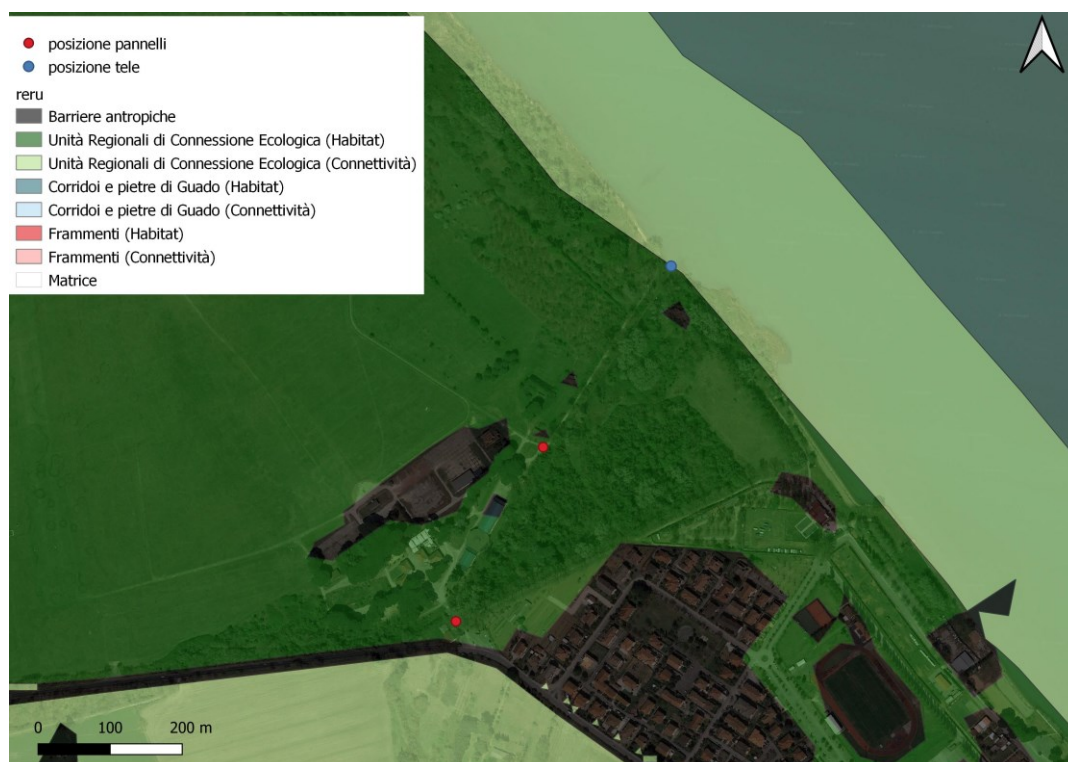 posizione pannelli
posizione tele
reru
Barriere antropiche
Unità Regionali di Connessione Ecologica (Habitat)
Unità Regionali di Connessione Ecologica (Connettività)
Corridoi e pietre di Guado (Habitat)
Corridoi e pietre di Guado (Connettività)
Frammenti (Habitat)
Frammenti (Connettività)
Matrice
0 100 200 m